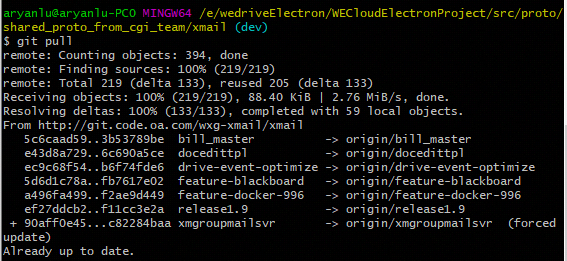 aryanlu@aryanlu-PC0 MINGW64 /e/wedriveElectron/WECloudElectronProject/src/proto/
shared_proto_from_cgi_team/xmail (dev)
$ git pull
remote: Counting objects: 394, done
remote: Finding sources: 100% (219/219)
remote: Total 219 (delta 133), reused 205 (delta 133)
Receiving objects: 100% (219/219), 88.40 KiB | 2.76 MiB/s, done.
Resolving deltas: 100% (133/133), completed with 59 local objects.
From http://git.code.oa.com/wxg-xmail/xmail
   5c6caad59..3b53789be  bill_master          -> origin/bill_master
   e43d8a729..6c690a5ce  docedittpl           -> origin/docedittpl
   ec9c68f54..b6f74fde6  drive-event-optimize -> origin/drive-event-optimize
   5d6d1c78a..fb7617e02  feature-blackboard   -> origin/feature-blackboard
   a496fa499..f2ae9d449  feature-docker-996   -> origin/feature-docker-996
   ef27ddcb2..f11cc3e2a  release1.9           -> origin/release1.9
 + 90aff0e45...c82284baa xmgroupmailsvr       -> origin/xmgroupmailsvr  (forced
update)
Already up to date.